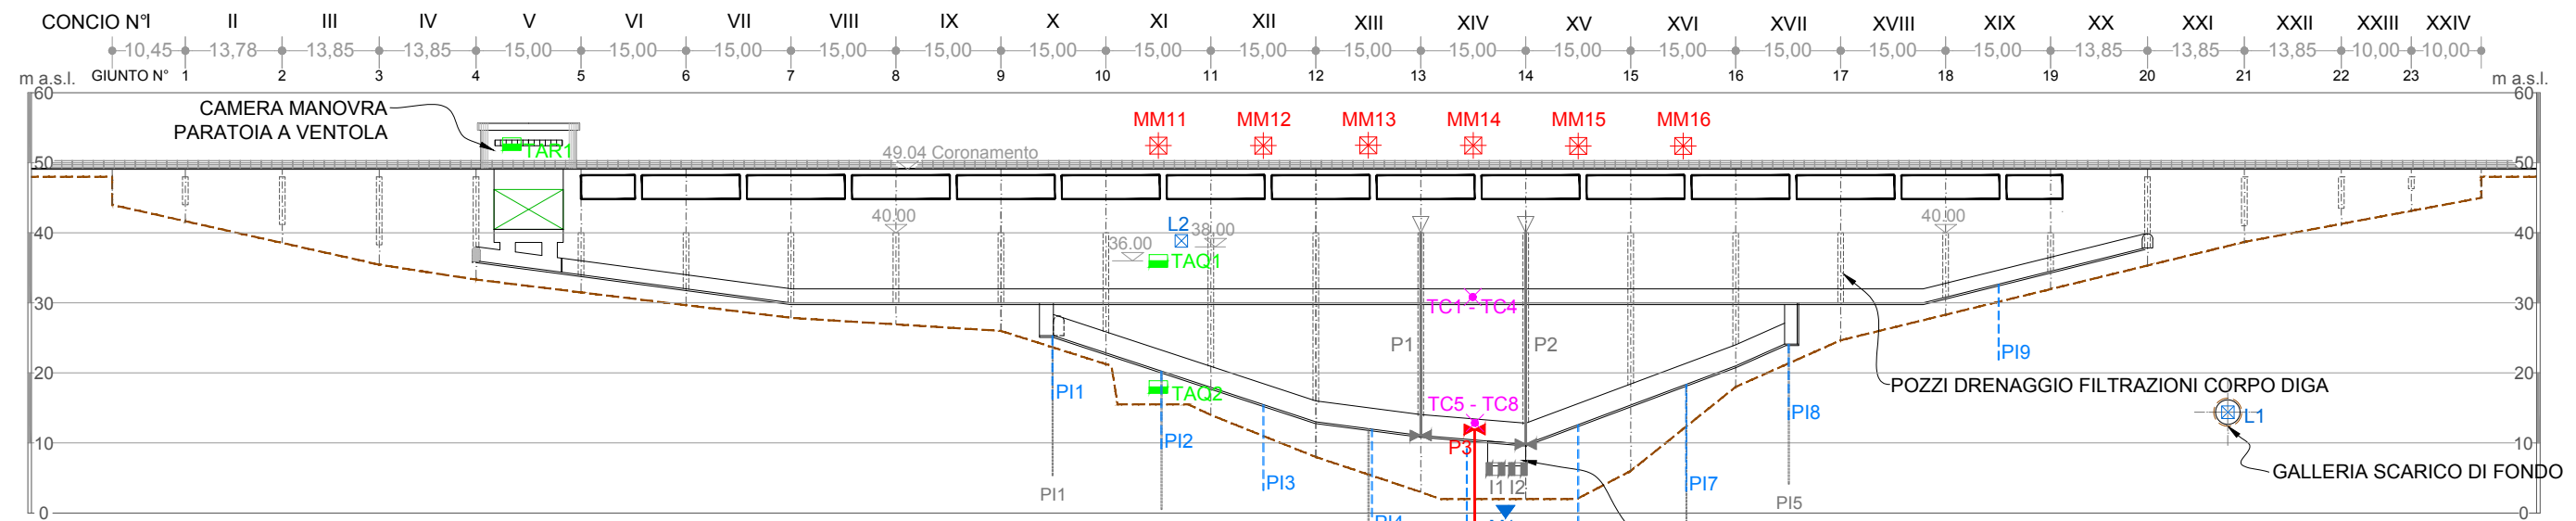 CONCIO N°I II III IV V VI VII VIII IX X XI XII XIII XIV XV XVI XVII XVIII XIX XX XXI XXII XXIII XXIV
10,45 13,78 13,85 13,85 15,00 15,00 15,00 15,00 15,00 15,00 15,00 15,00 15,00 15,00 15,00 15,00 15,00 15,00 15,00 13,85 13,85 13,85 10,00 10,00
m a.s.l. GIUNTO N° 1 2 3 4 5 6 7 8 9 10 11 12 13 14 15 16 17 18 19 20 21 22 23 m a.s.l.
60 60
CAMERA MANOVRA
PARATOIA A VENTOLA
MM11 MM12 MM13 MM14 MM15 MM16
TAR1
49.04 Coronamento
50 50
40.00 40.00
L2 38.00
40 40
36.00
TAQ1
30 30
TC1 - TC4
P1 P2
PI9
20 20
POZZI DRENAGGIO FILTRAZIONI CORPO DIGA
PI1 TAQ2
TC5 - TC8
PI8 L1
PI2 P3
10 10
GALLERIA SCARICO DI FONDO
PI3 I1 I2 PI7
PI1 PI5
0 0
PI4